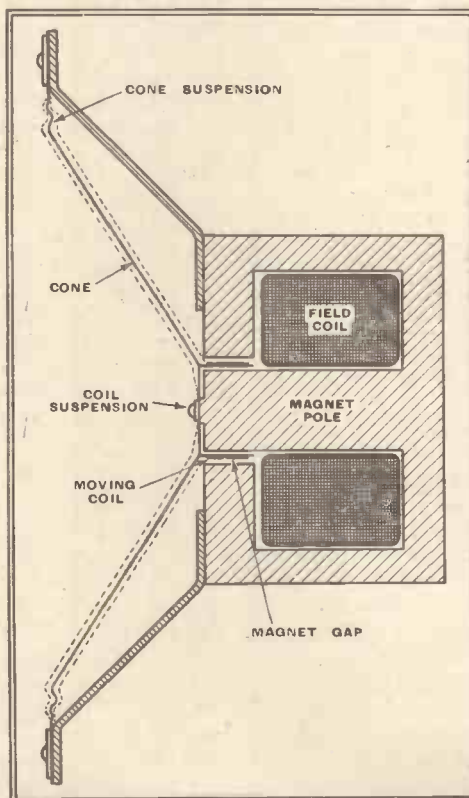 CONE SUSPENSION
CONE
FIELD
COIL
COIL
SUSPENSION
MAGNET
POLE
MOVING
COIL
MAGNET GAP